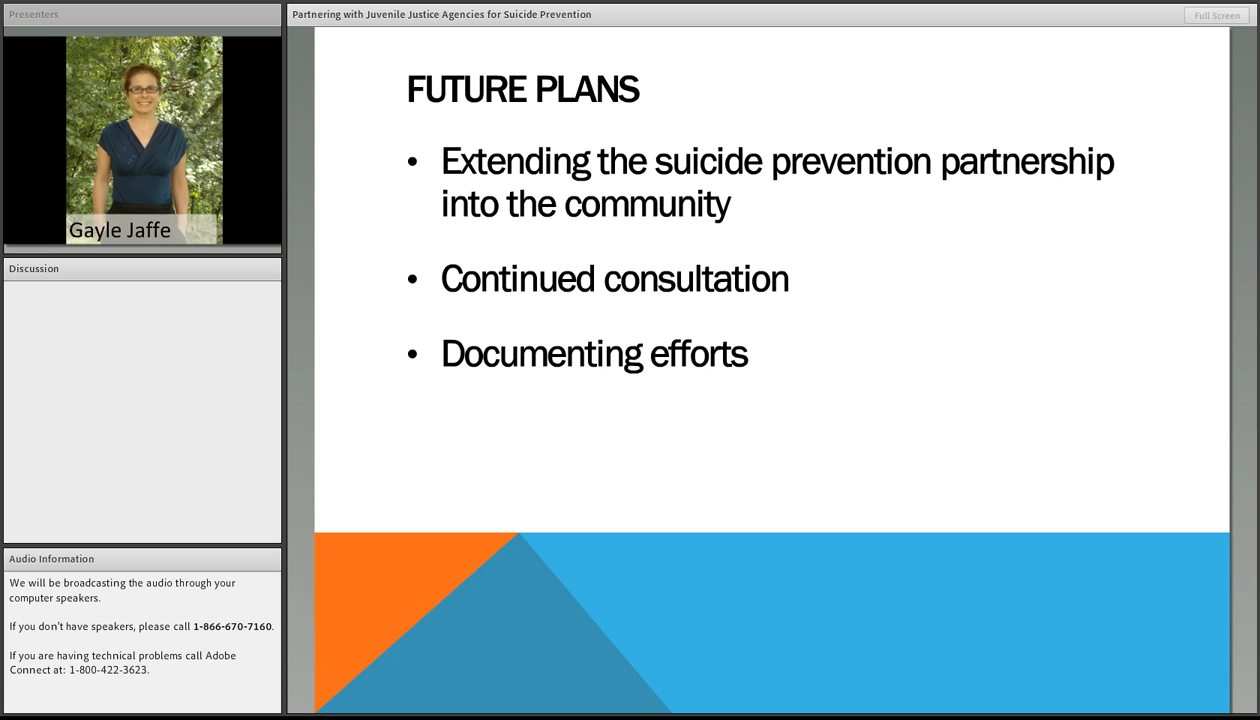 Presenters
Gayle Jaffe
Discussion
Audio Information
We will be broadcasting the audio through your
computer speakers.
If you don't have speakers, please call 1-866-670-7160.
If you are having technical problems call Adobe
Connect at: 1-800-422-3623.
Partnering with Juvenile Justice Agencies for Suicide Prevention
Full Screen
FUTURE PLANS
• Extending the suicide prevention partnership
into the community
• Continued consultation
• Documenting efforts